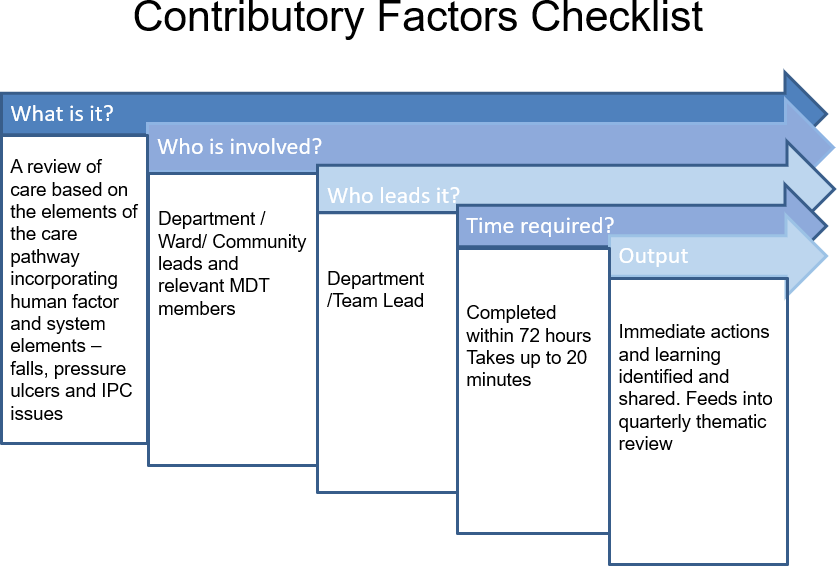 Contributory Factors Checklist
What is it?
A review of
care based on
the elements of
the care
pathway
incorporating
human factor
and system
elements –
falls, pressure
ulcers and IPC
issues
Who is involved?
Department /
Ward/ Community
leads and
relevant MDT
members
Who leads it?
Department
/Team Lead
Time required?
Completed
within 72 hours
Takes up to 20
minutes
Output
Immediate actions
and learning
identified and
shared. Feeds into
quarterly thematic
review